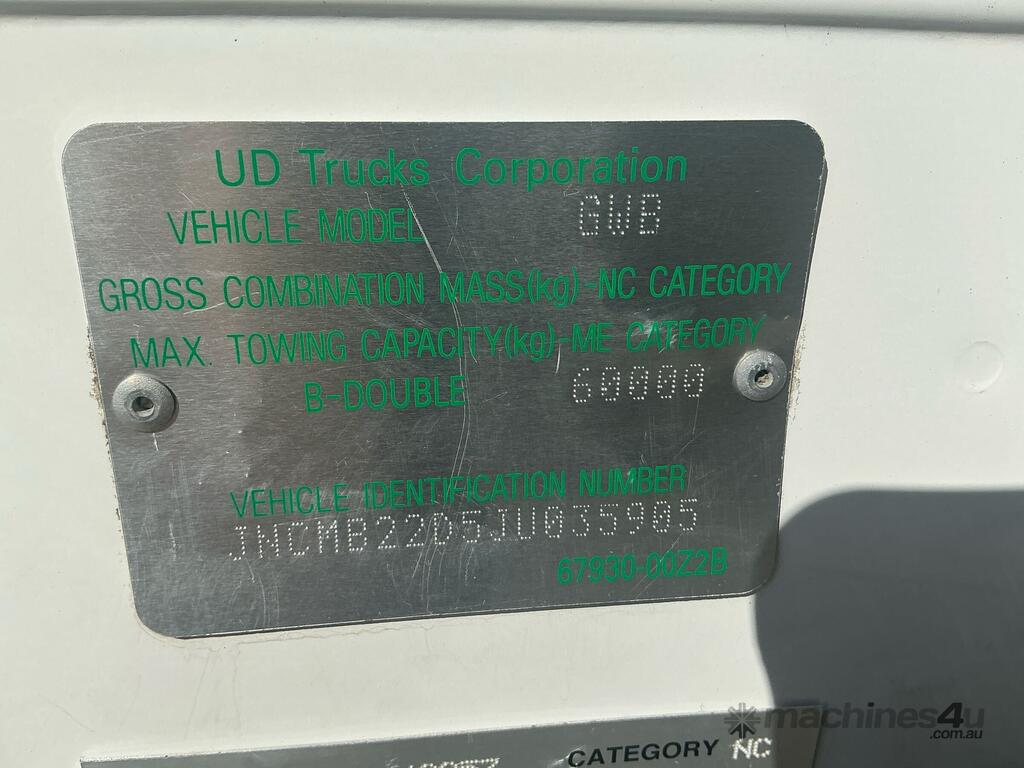 UD Trucks Corporation
VEHICLE MODEL GWB
GROSS COMBINATION MASS(kg)-NC CATEGORY
MAX. TOWING CAPACITY(kg)-ME CATEGORY
B-DOUBLE 60000
VEHICLE IDENTIFICATION NUMBER
JNCMB22D5JU035905
67930-00Z2B
CATEGORY NC
machines4u
.com.au